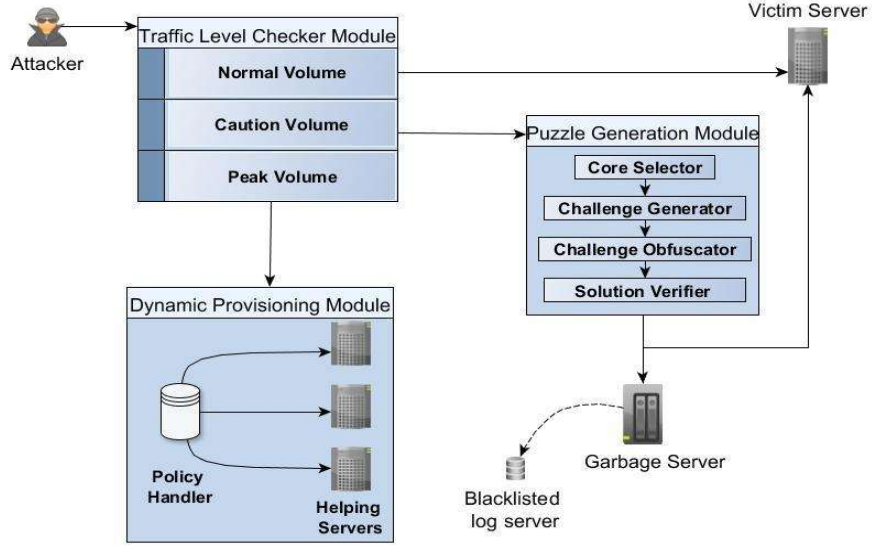 Victim Server
Attacker
Traffic Level Checker Module
Normal Volume
Caution Volume
Peak Volume
Puzzle Generation Module
Core Selector
Challenge Generator
Challenge Obfuscator
Solution Verifier
Dynamic Provisioning Module
Policy
Handler
Helping
Servers
Garbage Server
Blacklisted
log server